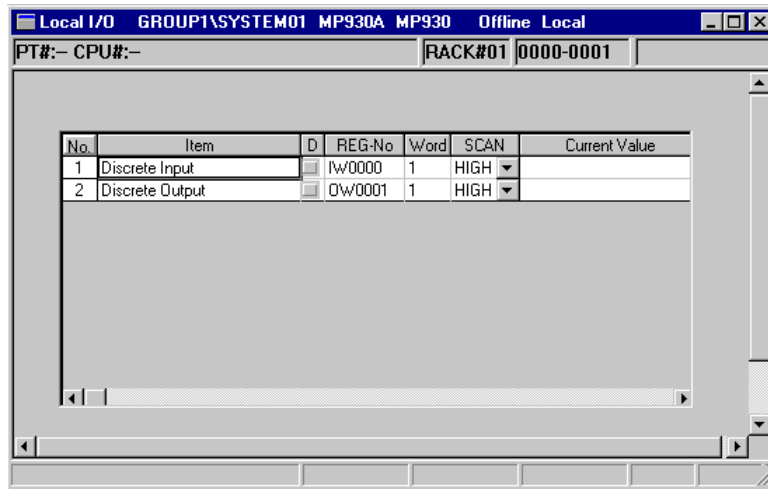 Local I/O GROUP1\SYSTEM01 MP930A MP930 Offline Local
PT#:– CPU#:– RACK#01 0000-0001
No. Item D REG-No Word SCAN Current Value
1 Discrete Input IW0000 1 HIGH
2 Discrete Output OW0001 1 HIGH